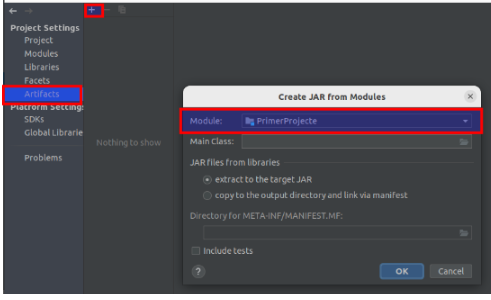 Project Settings
Project
Modules
Libraries
Facets
Artifacts
Platform Settings
SDKs
Global Librarie
Problems
Nothing to show
Create JAR from Modules
Module: PrimerProjecte
Main Class:
JAR files from libraries
extract to the target JAR
copy to the output directory and link via manifest
Directory for META-INF/MANIFEST.MF:
Include tests
? OK Cancel